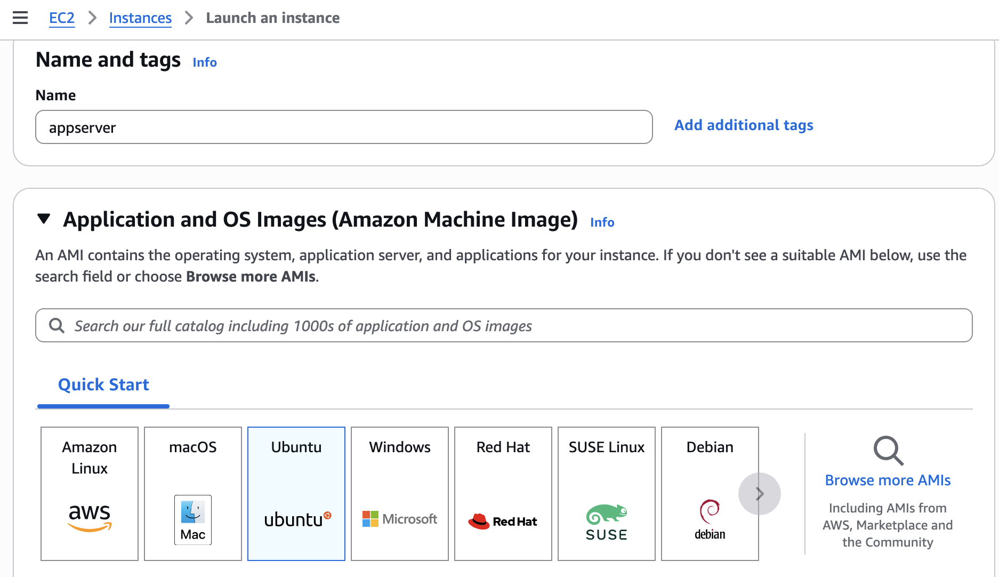 EC2 Instances Launch an instance
Name and tags Info
Name
appserver
Add additional tags
Application and OS Images (Amazon Machine Image) Info
An AMI contains the operating system, application server, and applications for your instance. If you don't see a suitable AMI below, use the
search field or choose Browse more AMIs.
Search our full catalog including 1000s of application and OS images
Quick Start
Amazon
Linux
aws
macOS
Mac
Ubuntu
ubuntu
Windows
Microsoft
Red Hat
Red Hat
SUSE Linux
SUSE
Debian
debian
Browse more AMIs
Including AMIs from
AWS, Marketplace and
the Community